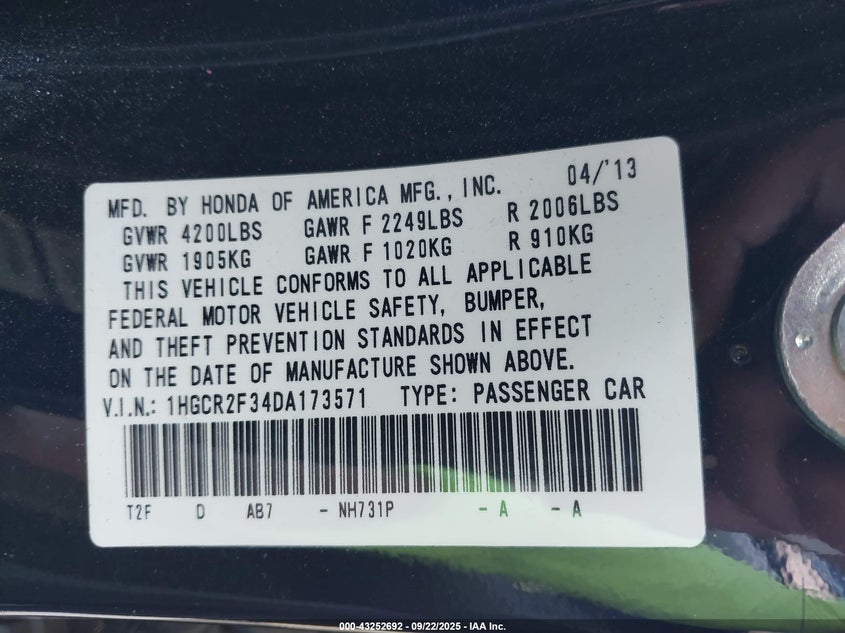 MFD. BY HONDA OF AMERICA MFG., INC. 04/'13
GVWR 4200LBS GAWR F 2249LBS R 2006LBS
GVWR 1905KG GAWR F 1020KG R 910KG
THIS VEHICLE CONFORMS TO ALL APPLICABLE
FEDERAL MOTOR VEHICLE SAFETY, BUMPER,
AND THEFT PREVENTION STANDARDS IN EFFECT
ON THE DATE OF MANUFACTURE SHOWN ABOVE.
V.I.N.: 1HGCR2F34DA173571 TYPE: PASSENGER CAR
T2F D AB7 - NH731P - A - A
000-43252692 - 09/22/2025 - IAA Inc.